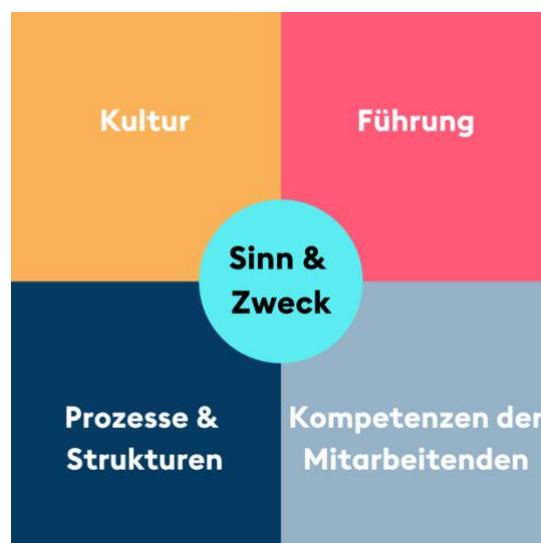 Kultur
Führung
Sinn &
Zweck
Prozesse &
Strukturen
Kompetenzen der
Mitarbeitenden